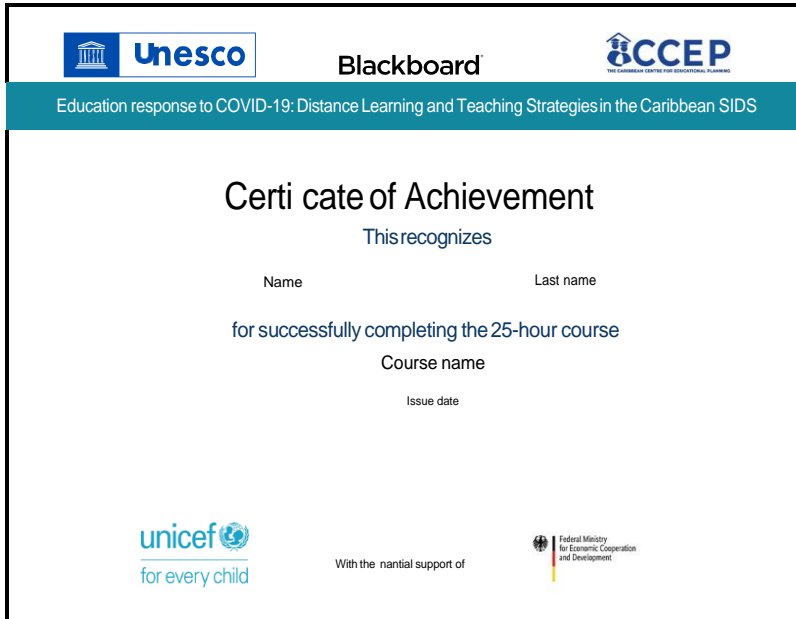 Unesco
Blackboard
CCEP
THE CARIBBEAN CENTRE FOR EDUCATIONAL PLANNING
Education response to COVID-19: Distance Learning and Teaching Strategies in the Caribbean SIDS
Certi cate of Achievement
This recognizes
Name Last name
for successfully completing the 25-hour course
Course name
Issue date
unicef
for every child
With the nantial support of
Federal Ministry
for Economic Cooperation
and Development